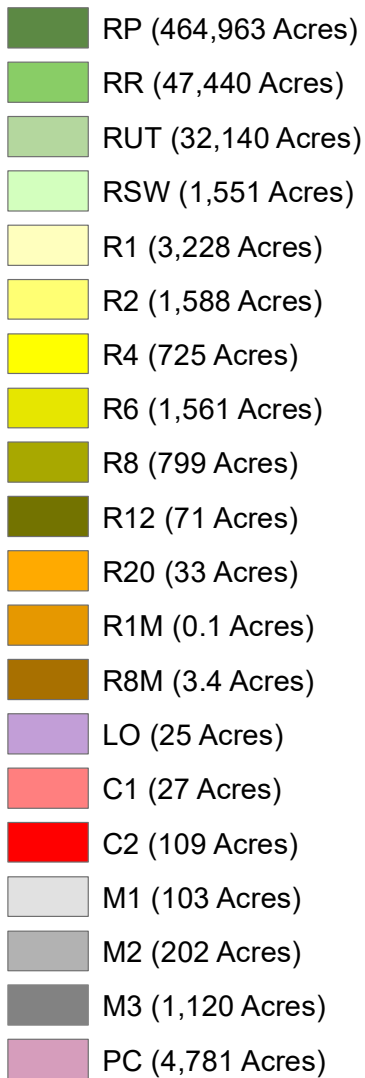 RP (464,963 Acres)
RR (47,440 Acres)
RUT (32,140 Acres)
RSW (1,551 Acres)
R1 (3,228 Acres)
R2 (1,588 Acres)
R4 (725 Acres)
R6 (1,561 Acres)
R8 (799 Acres)
R12 (71 Acres)
R20 (33 Acres)
R1M (0.1 Acres)
R8M (3.4 Acres)
LO (25 Acres)
C1 (27 Acres)
C2 (109 Acres)
M1 (103 Acres)
M2 (202 Acres)
M3 (1,120 Acres)
PC (4,781 Acres)